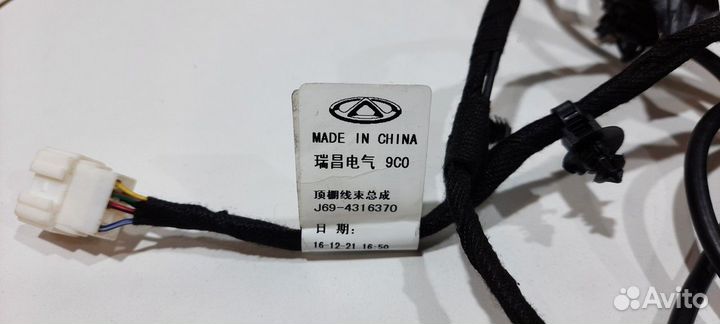 MADE IN CHINA
瑞昌电气 9C0
顶棚线束总成
J69-4316370
日 期:
16-12-21 16-50
Avito